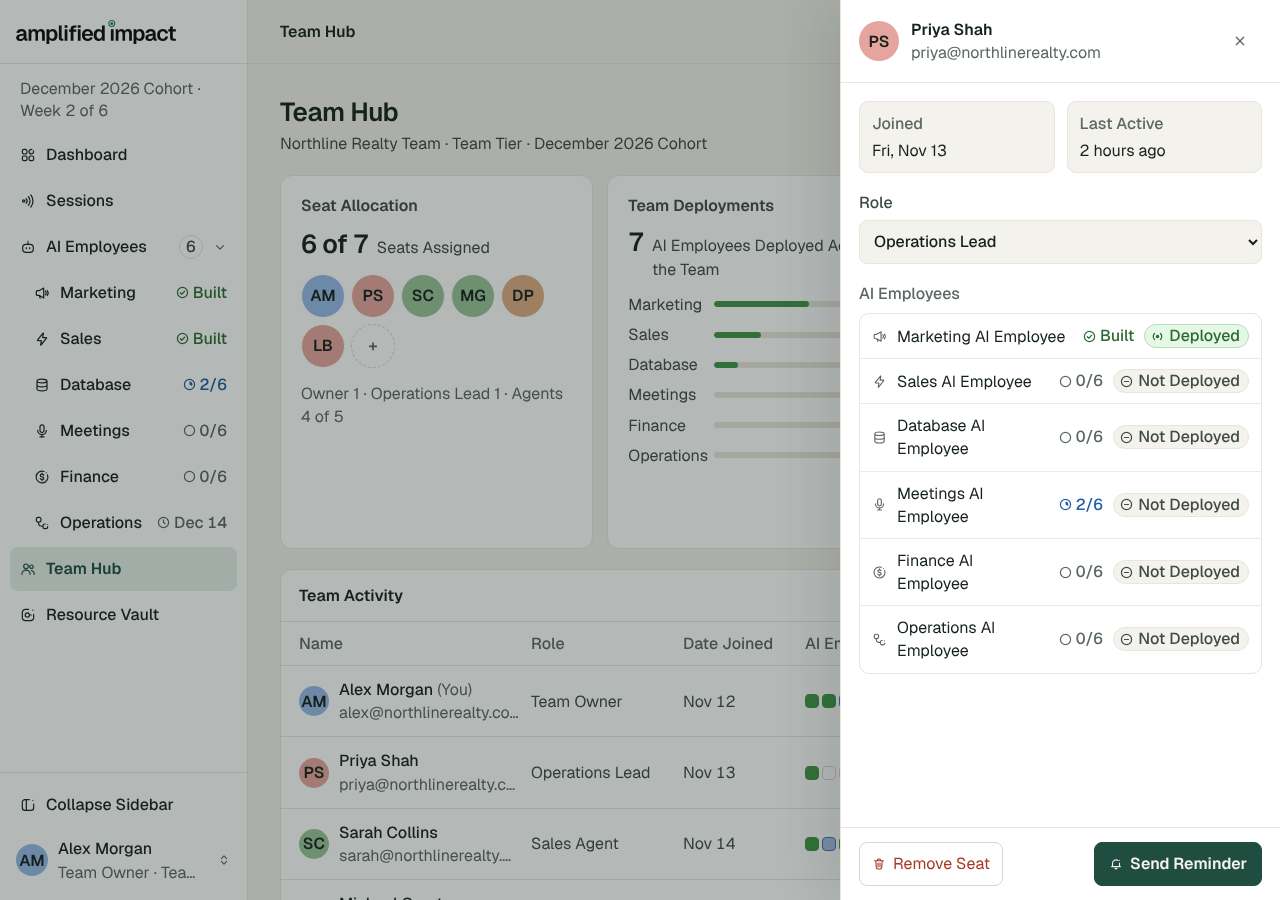 amplified impact
December 2026 Cohort ·
Week 2 of 6
Dashboard
Sessions
AI Employees 6
Marketing Built
Sales Built
Database 2/6
Meetings 0/6
Finance 0/6
Operations Dec 14
Team Hub
Resource Vault
Collapse Sidebar
AM
Alex Morgan
Team Owner · Tea...
Team Hub
Team Hub
Northline Realty Team · Team Tier · December 2026 Cohort
Seat Allocation
6 of 7 Seats Assigned
AM PS SC MG DP
LB +
Owner 1 · Operations Lead 1 · Agents
4 of 5
Team Deployments
7 AI Employees Deployed
the Team
Marketing
Sales
Database
Meetings
Finance
Operations
Team Activity
Name Role Date Joined AI
AM
Alex Morgan (You)
alex@northlinerealty.co...
Team Owner
Nov 12
PS
Priya Shah
priya@northlinerealty.c...
Operations Lead
Nov 13
SC
Sarah Collins
sarah@northlinerealty....
Sales Agent
Nov 14
PS
Priya Shah
priya@northlinerealty.com
Joined
Fri, Nov 13
Last Active
2 hours ago
Role
Operations Lead
AI Employees
Marketing AI Employee Built Deployed
Sales AI Employee 0/6 Not Deployed
Database AI
Employee
0/6 Not Deployed
Meetings AI
Employee
2/6 Not Deployed
Finance AI
Employee
0/6 Not Deployed
Operations AI
Employee
0/6 Not Deployed
Remove Seat
Send Reminder